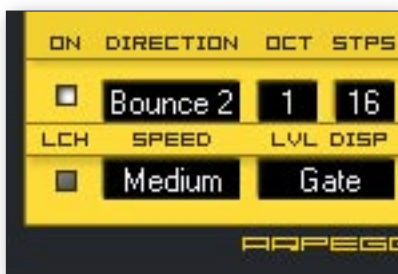 ON DIRECTION OCT STPS
Bounce 2 1 16
LCH SPEED LVL DISP
Medium Gate